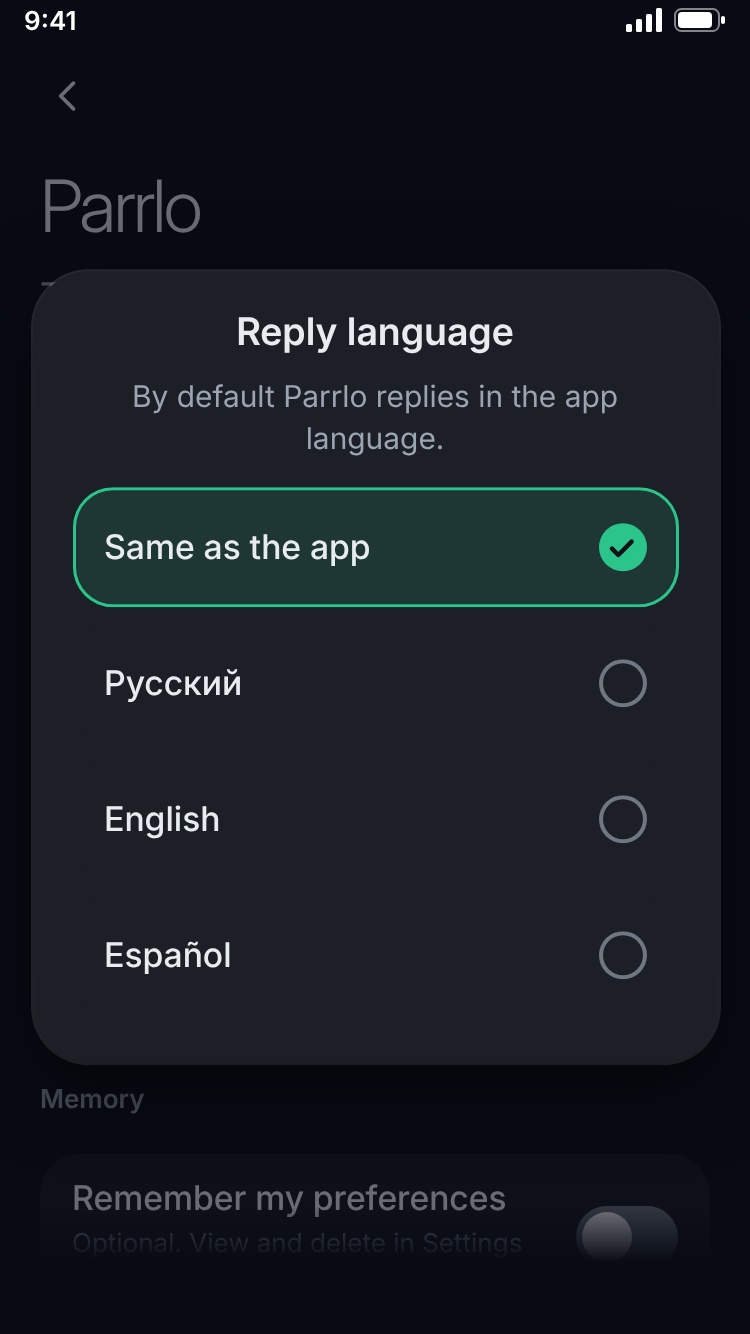 9:41
Parrlo
Reply language
By default Parrlo replies in the app
language.
Same as the app
Русский
English
Español
Memory
Remember my preferences
Optional. View and delete in Settings